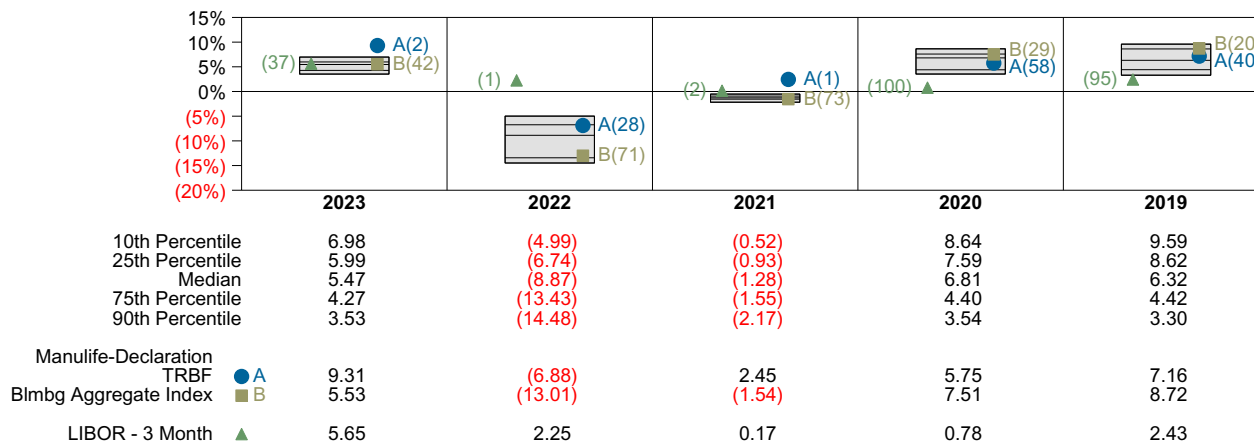 15%
10%
5%
0%
(5%)
(10%)
(15%)
(20%)
(37) A(2)
B(42)
(1) A(28)
B(71)
(2) A(1)
B(73)
(100) B(29)
A(58)
(95) B(20
A(40
2023 2022 2021 2020 2019
10th Percentile 6.98 (4.99) (0.52) 8.64 9.59
25th Percentile 5.99 (6.74) (0.93) 7.59 8.62
Median 5.47 (8.87) (1.28) 6.81 6.32
75th Percentile 4.27 (13.43) (1.55) 4.40 4.42
90th Percentile 3.53 (14.48) (2.17) 3.54 3.30
Manulife-Declaration
TRBF A 9.31 (6.88) 2.45 5.75 7.16
Blmbg Aggregate Index B 5.53 (13.01) (1.54) 7.51 8.72
LIBOR - 3 Month 5.65 2.25 0.17 0.78 2.43